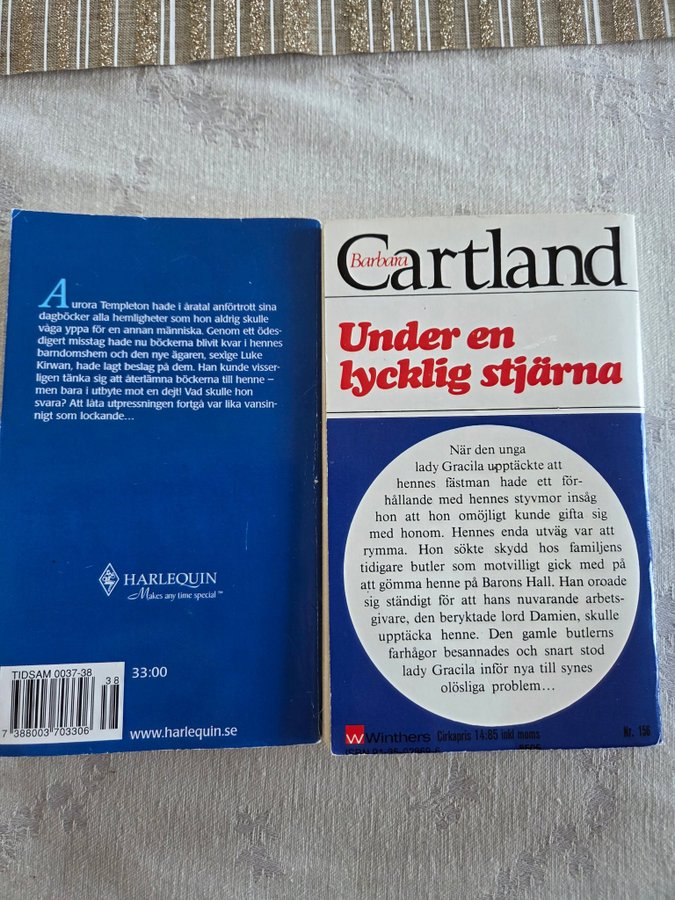 Aurora Templeton hade i åratal anförtrott sina
dagböcker alla hemligheter som hon aldrig skulle
våga yppa för en annan människa. Genom ett ödes-
digert misstag hade nu böckerna blivit kvar i hennes
barndomshem och den nye ägaren, sexige Luke
Kirwan, hade lagt beslag på dem. Han kunde visser-
ligen tänka sig att återlämna böckerna till henne –
men bara i utbyte mot en dejt! Vad skulle hon
svara? Att låta utpressningen fortgå var lika vansin-
nigt som lockande...
HARLEQUIN
Makes any time special™
TIDSAM 0037-38
38
7 388003 703306
33:00
www.harlequin.se
Barbara
Cartland
Under en
lycklig stjärna
När den unga
lady Gracila upptäckte att
hennes fästman hade ett för-
hållande med hennes styvmor insåg
hon att hon omöjligt kunde gifta sig
med honom. Hennes enda utväg var att
rymma. Hon sökte skydd hos familjens
tidigare butler som motvilligt gick med på
att gömma henne på Barons Hall. Han oroade
sig ständigt för att hans nuvarande arbets-
givare, den beryktade lord Damien, skulle
upptäcka henne. Den gamle butlerns
farhågor besannades och snart stod
lady Gracila inför nya till synes
olösliga problem...
W Winthers Cirkapris 14:65 inkl moms
Nr. 156